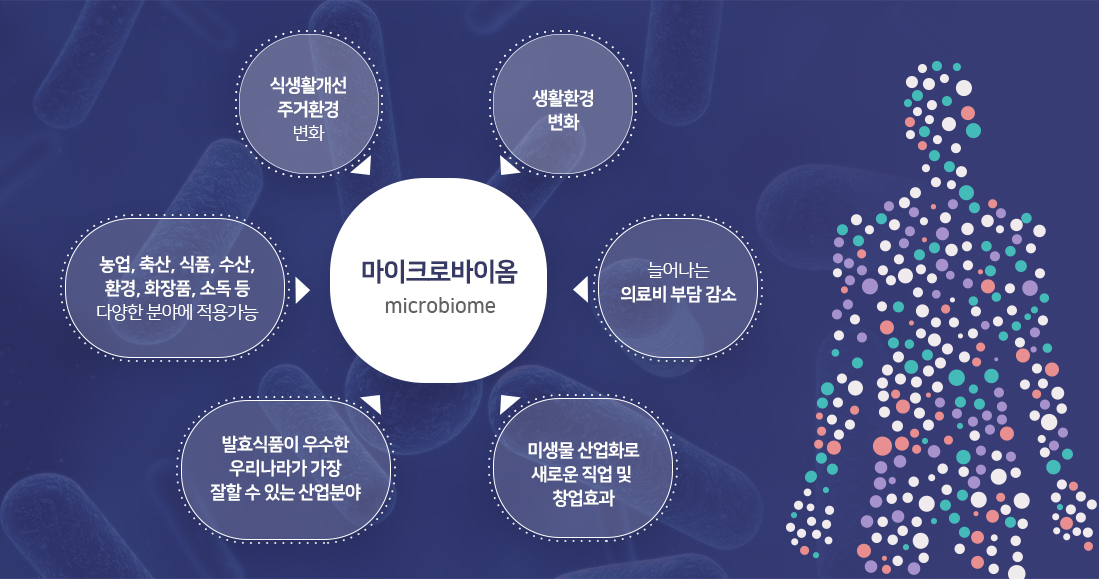 식생활개선
주거환경
변화
생활환경
변화
농업, 축산, 식품, 수산,
환경, 화장품, 소독 등
다양한 분야에 적용가능
마이크로바이옴
microbiome
늘어나는
의료비 부담 감소
발효식품이 우수한
우리나라가 가장
잘할 수 있는 산업분야
미생물 산업화로
새로운 직업 및
창업효과